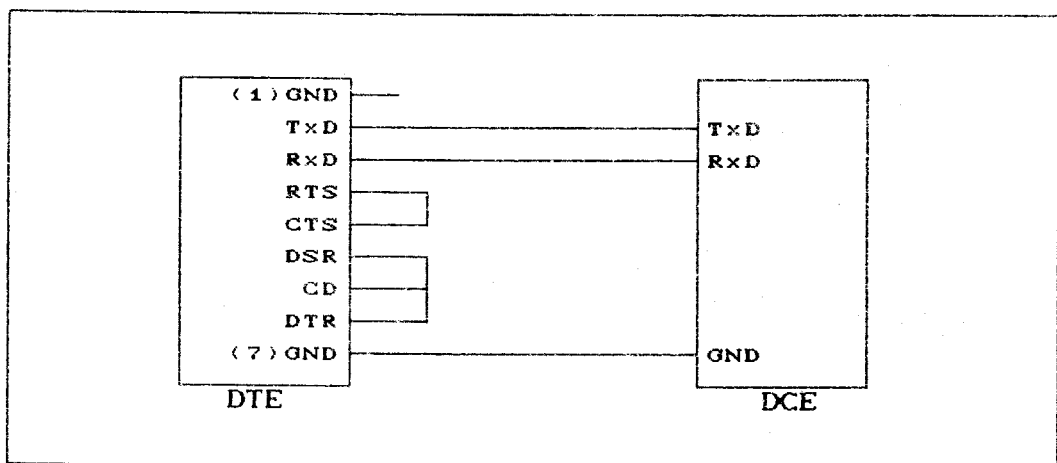 (1)GND
TxD
RxD
RTS
CTS
DSR
CD
DTR
(7)GND
DTE
TxD
RxD
GND
DCE